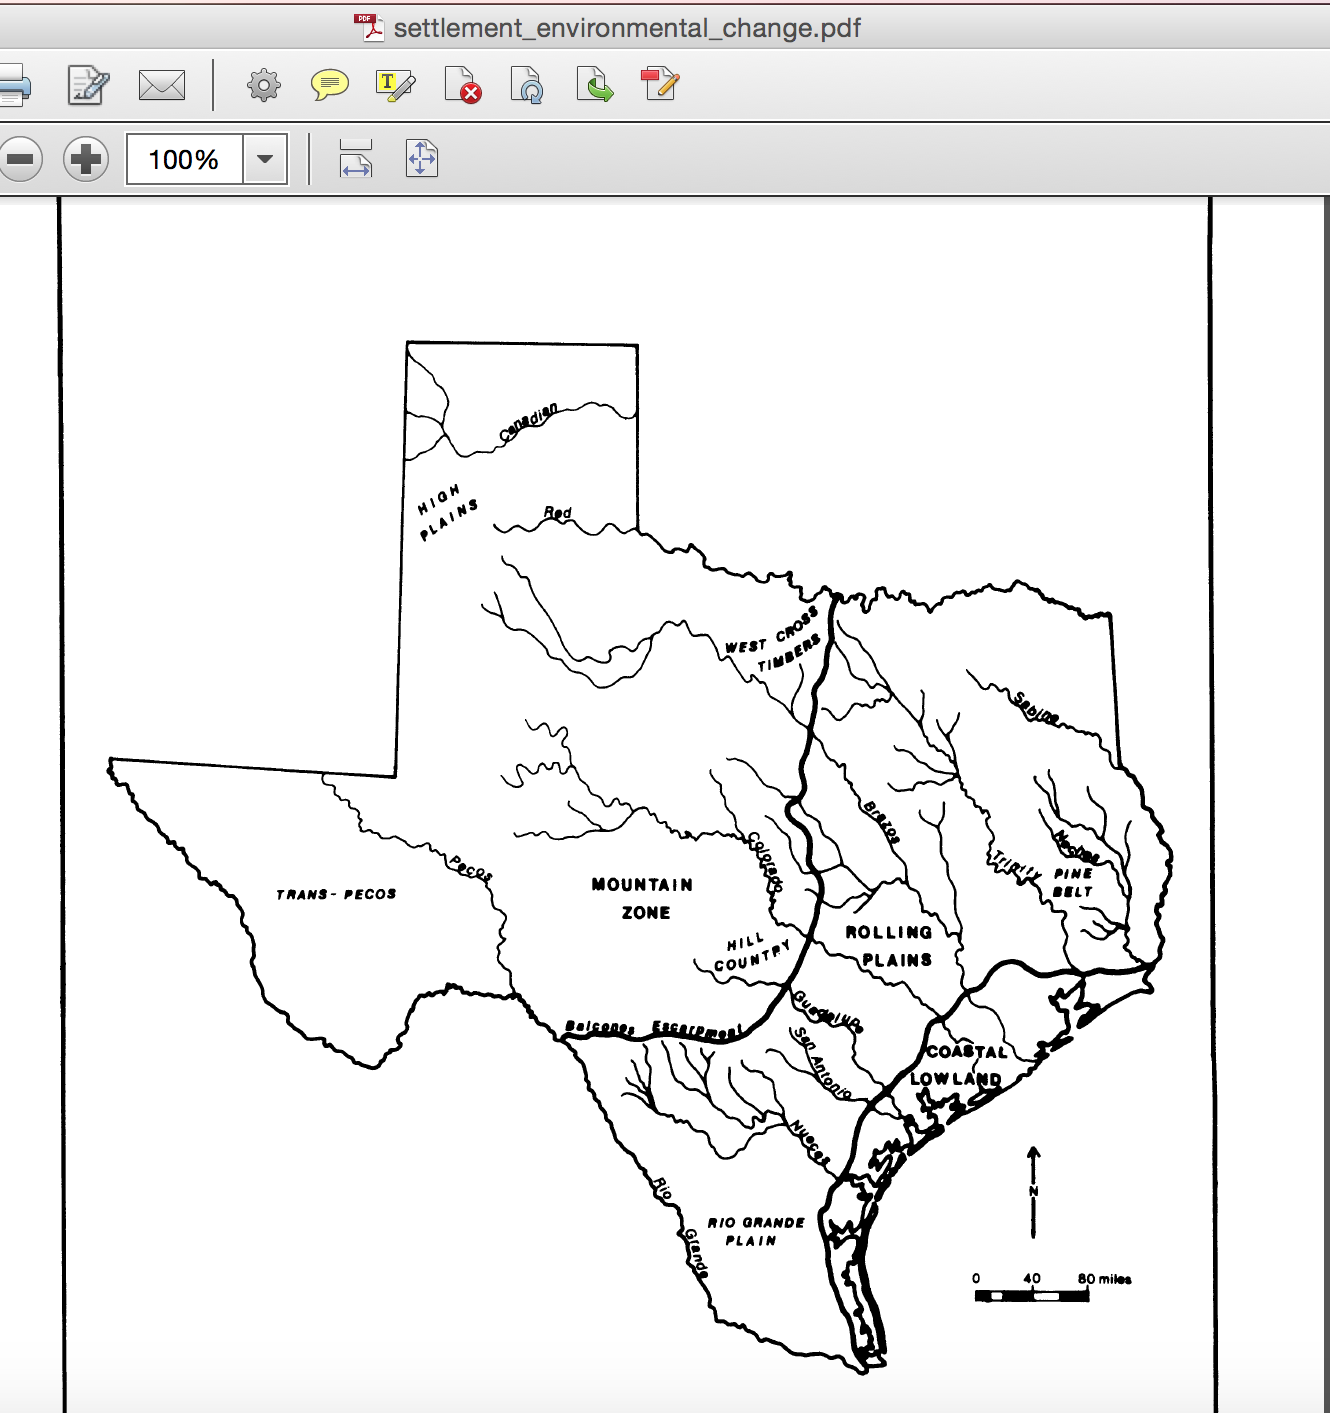 PDF
settlement_environmental_change.pdf
T
100%
Canadian
HIGH
PLAINS
Red
WEST CROSS
TIMBERS
Sabine
Brazos
Colorado
Neches
Trinity
PINE
BELT
Pecos
TRANS-PECOS
MOUNTAIN
ZONE
HILL
COUNTRY
ROLLING
PLAINS
Guadelupe
Balcones Escarpment
San Antonio
COASTAL
LOWLAND
Nueces
Rio
Grande
RIO GRANDE
PLAIN
N
0 40 80 miles